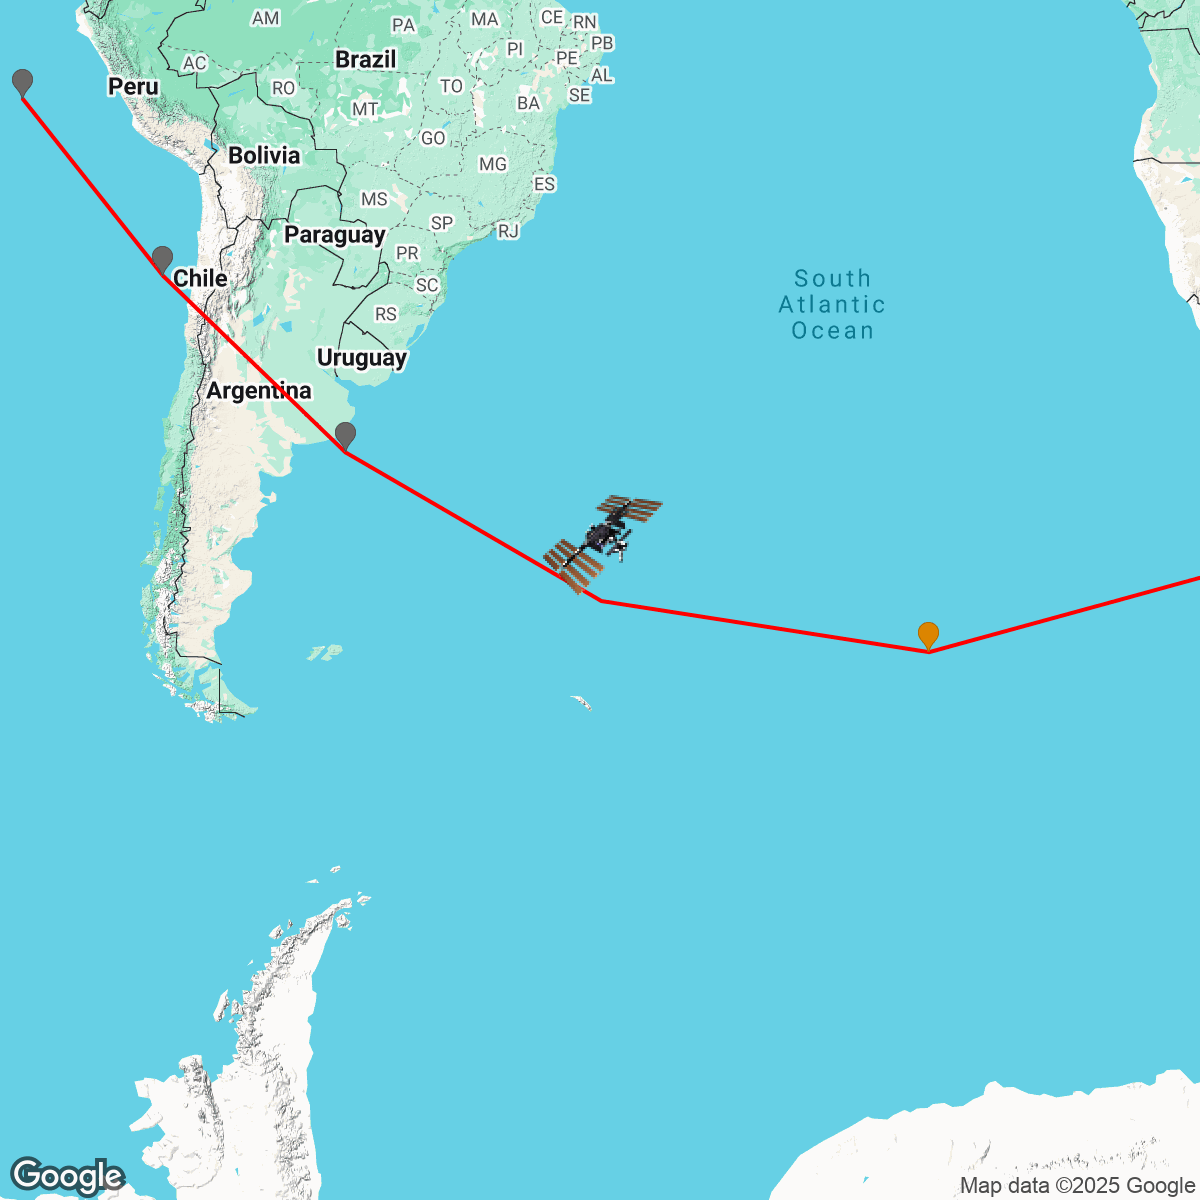 AM
PA
MA
CE
RN
PI
PB
Brazil
PE
AC
AL
Peru
RO
TO
SE
BA
MT
GO
Bolivia
MG
ES
MS
SP
RJ
Paraguay
PR
Chile
SC
South
Atlantic
Ocean
RS
Uruguay
Argentina
Google
Map data ©2025 Google